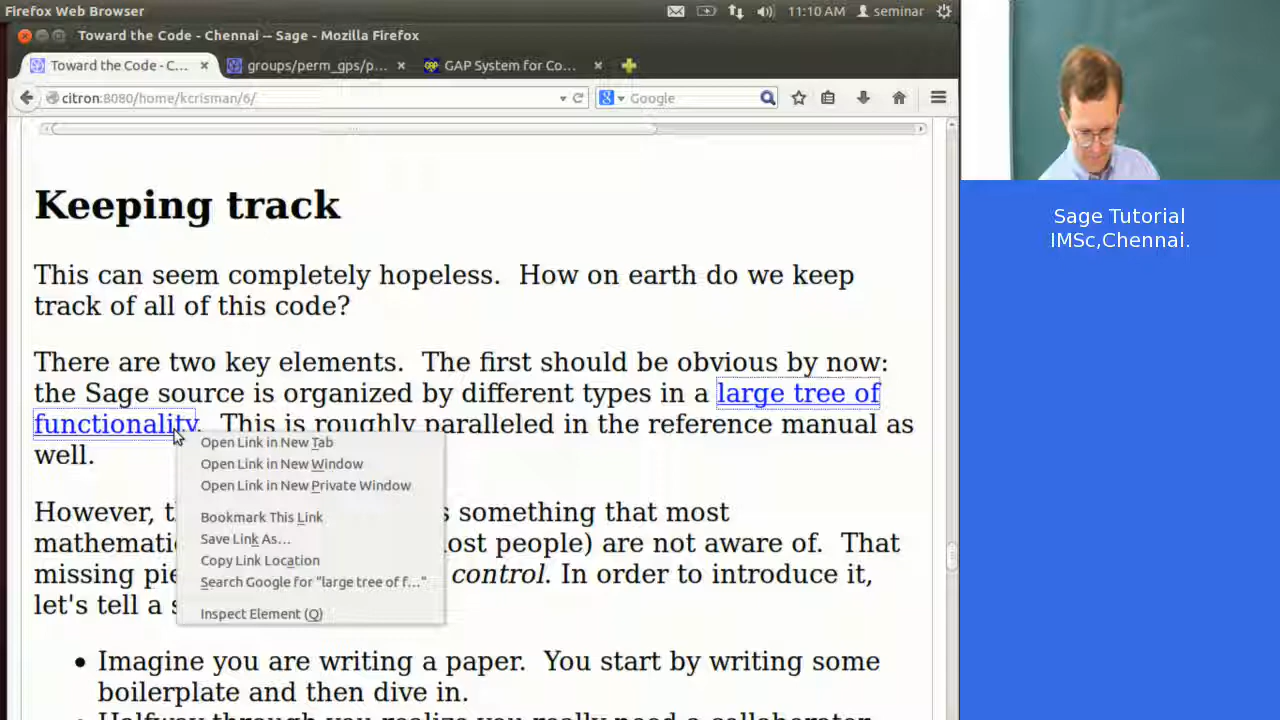 Firefox Web Browser
11:10 AM seminar
Toward the Code - Chennai -- Sage - Mozilla Firefox
Toward the Code - C... groups/perm_gps/p... GAP System for Co...
citron:8080/home/kcrisman/6/ Google
Keeping track
This can seem completely hopeless. How on earth do we keep
track of all of this code?
There are two key elements. The first should be obvious by now:
the Sage source is organized by different types in a large tree of
functionality. This is roughly paralleled in the reference manual as
well.
Open Link in New Tab
Open Link in New Window
Open Link in New Private Window
Bookmark This Link
Save Link As...
Copy Link Location
Search Google for "large tree of f..."
Inspect Element (Q)
However, something that most
people) are not aware of. That
missing control. In order to introduce it,
let's tell a
• Imagine you are writing a paper. You start by writing some
boilerplate and then dive in.
Halfway through you realize you really need a collaborator
Sage Tutorial
IMSc,Chennai.